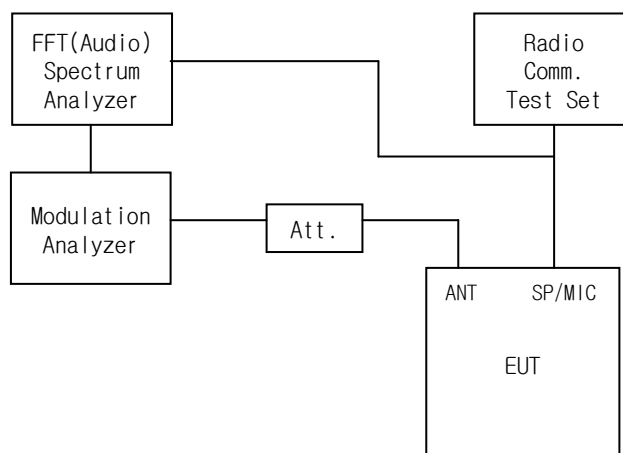 FFT(Audio)
Spectrum
Analyzer
Radio
Comm.
Test Set
Modulation
Analyzer
Att.
ANT SP/MIC
EUT